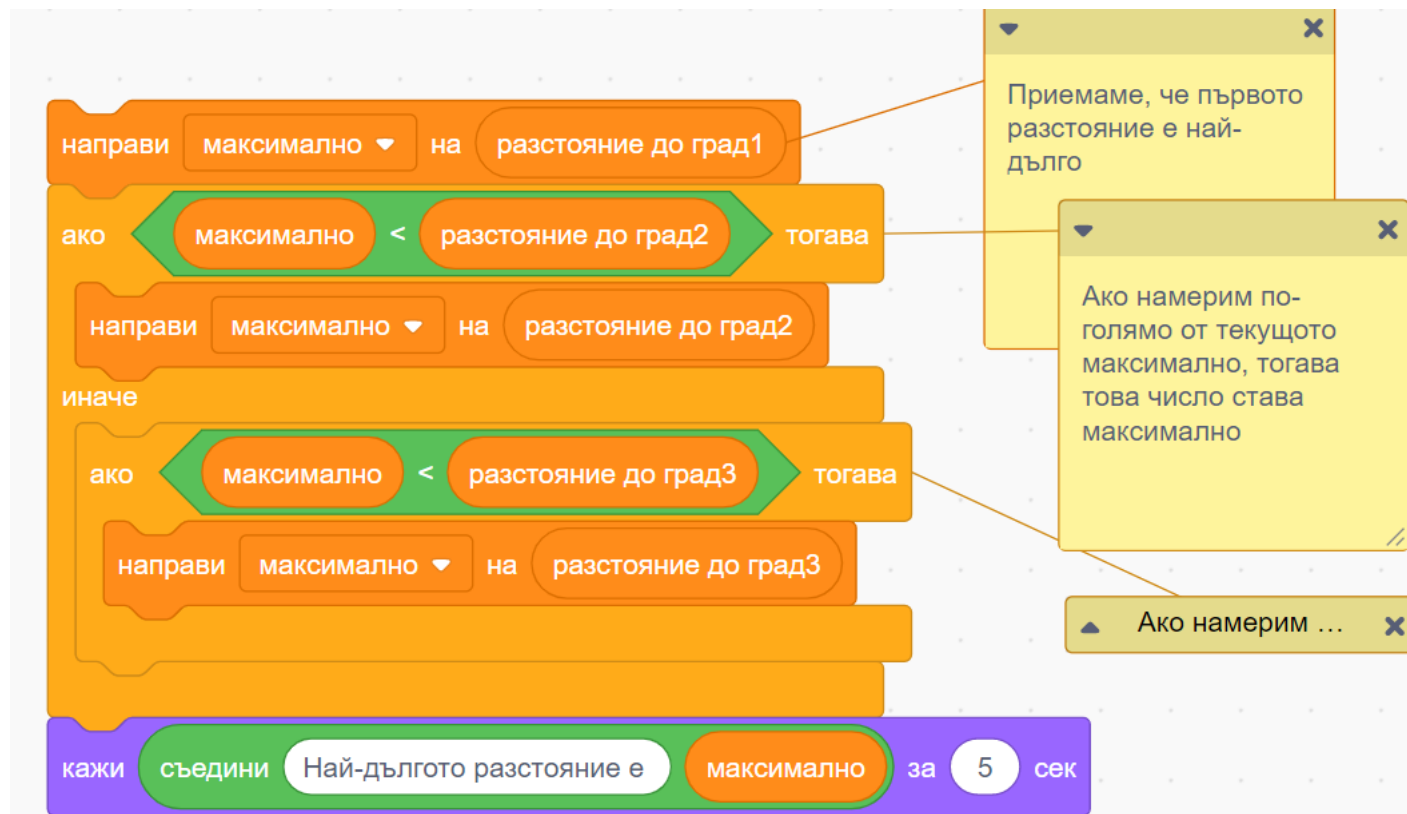 направи максимално на разстояние до град1
ако максимално < разстояние до град2 тогава
направи максимално на разстояние до град2
иначе
ако максимално < разстояние до град3 тогава
направи максимално на разстояние до град3
кажи съедини Най-дългото разстояние е максимално за 5 сек
Приемаме, че първото
разстояние е най-
дълго
Ако намерим по-
голямо от текущото
максимално, тогава
това число става
максимално
Ако намерим ...